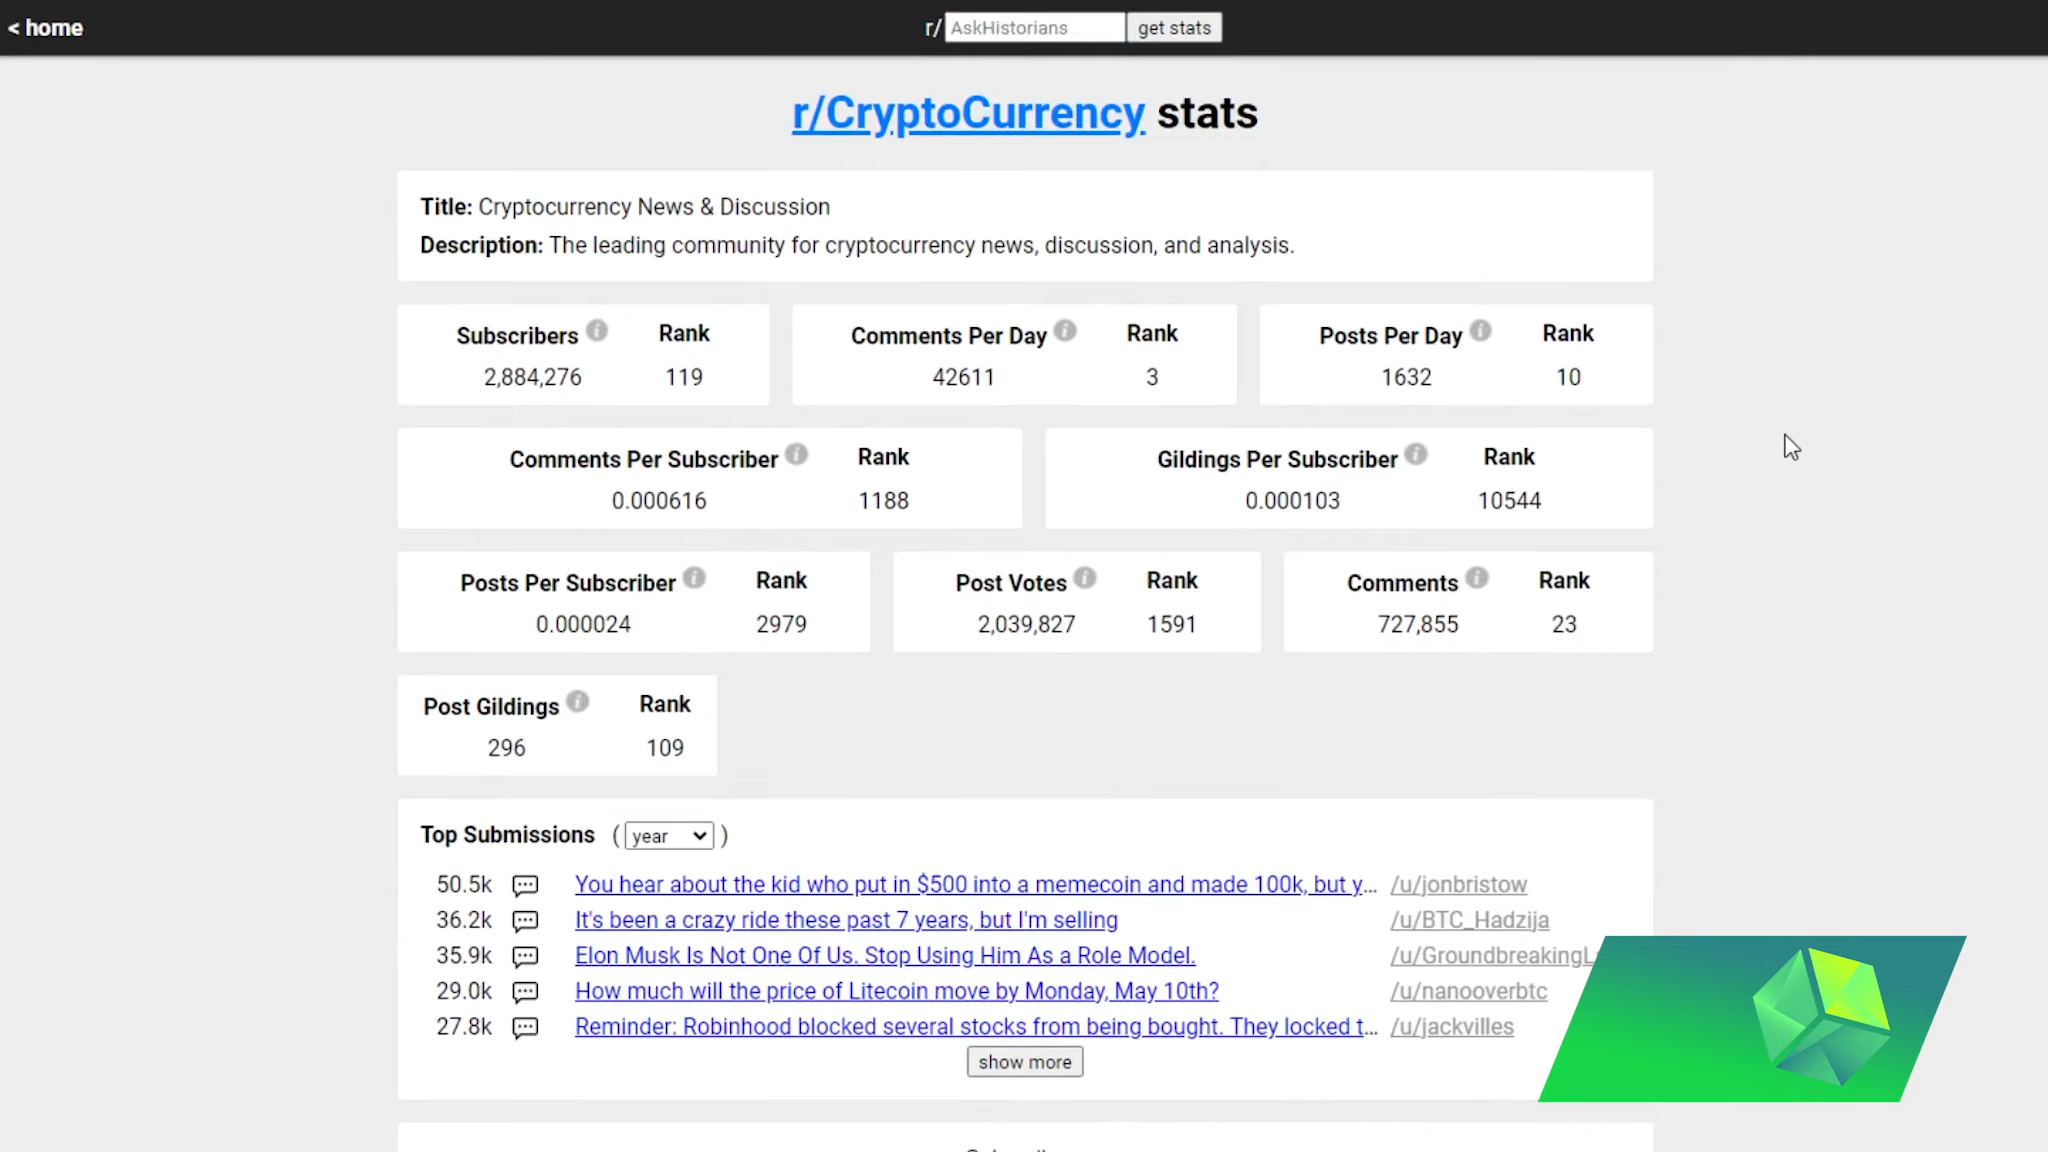 < home
r/ AskHistorians get stats
r/CryptoCurrency stats
Title: Cryptocurrency News & Discussion
Description: The leading community for cryptocurrency news, discussion, and analysis.
Subscribers Rank Comments Per Day Rank Posts Per Day Rank
2,884,276 119 42611 3 1632 10
Comments Per Subscriber Rank Gildings Per Subscriber Rank
0.000616 1188 0.000103 10544
Posts Per Subscriber Rank Post Votes Rank Comments Rank
0.000024 2979 2,039,827 1591 727,855 23
Post Gildings Rank
296 109
Top Submissions ( year )
50.5k You hear about the kid who put in $500 into a memecoin and made 100k, but y... /u/jonbristow
36.2k It's been a crazy ride these past 7 years, but I'm selling /u/BTC_Hadzija
35.9k Elon Musk Is Not One Of Us. Stop Using Him As a Role Model. /u/GroundbreakingL
29.0k How much will the price of Litecoin move by Monday, May 10th? /u/nanooverbtc
27.8k Reminder: Robinhood blocked several stocks from being bought. They locked t... /u/jackvilles
show more